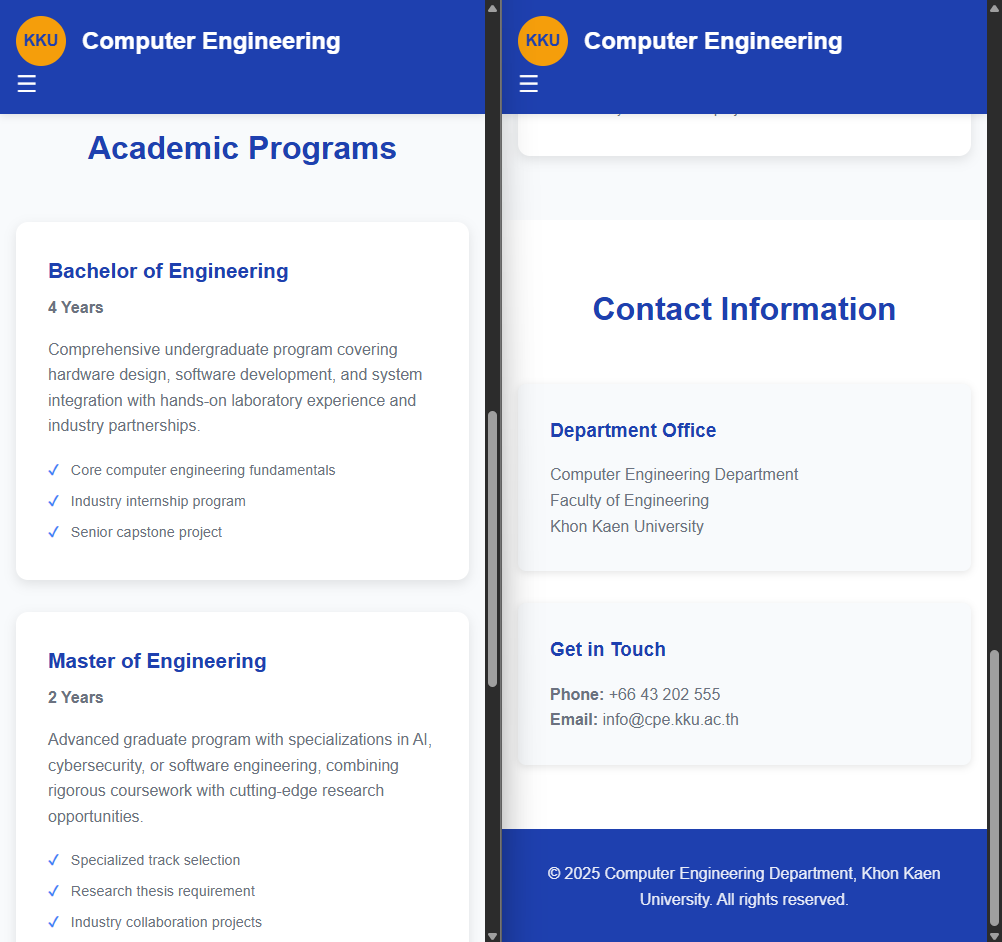 KKU Computer Engineering
☰
Academic Programs
Bachelor of Engineering
4 Years
Comprehensive undergraduate program covering
hardware design, software development, and system
integration with hands-on laboratory experience and
industry partnerships.
✓ Core computer engineering fundamentals
✓ Industry internship program
✓ Senior capstone project
Master of Engineering
2 Years
Advanced graduate program with specializations in AI,
cybersecurity, or software engineering, combining
rigorous coursework with cutting-edge research
opportunities.
✓ Specialized track selection
✓ Research thesis requirement
✓ Industry collaboration projects
KKU Computer Engineering
☰
Contact Information
Department Office
Computer Engineering Department
Faculty of Engineering
Khon Kaen University
Get in Touch
Phone: +66 43 202 555
Email: info@cpe.kku.ac.th
© 2025 Computer Engineering Department, Khon Kaen
University. All rights reserved.